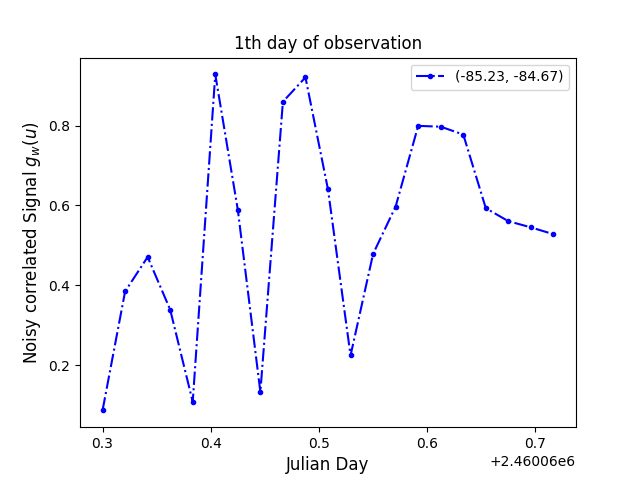 1th day of observation
(-85.23, -84.67)
Noisy correlated Signal g_w(u)
0.8
0.6
0.4
0.2
0.3 0.4 0.5 0.6 0.7
Julian Day
+2.46006e6